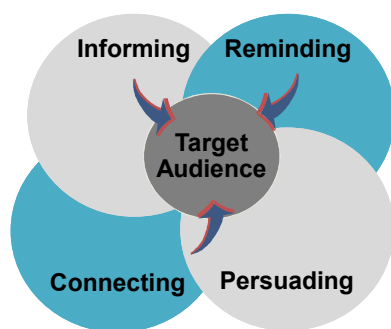 Informing
Reminding
Target
Audience
Connecting
Persuading